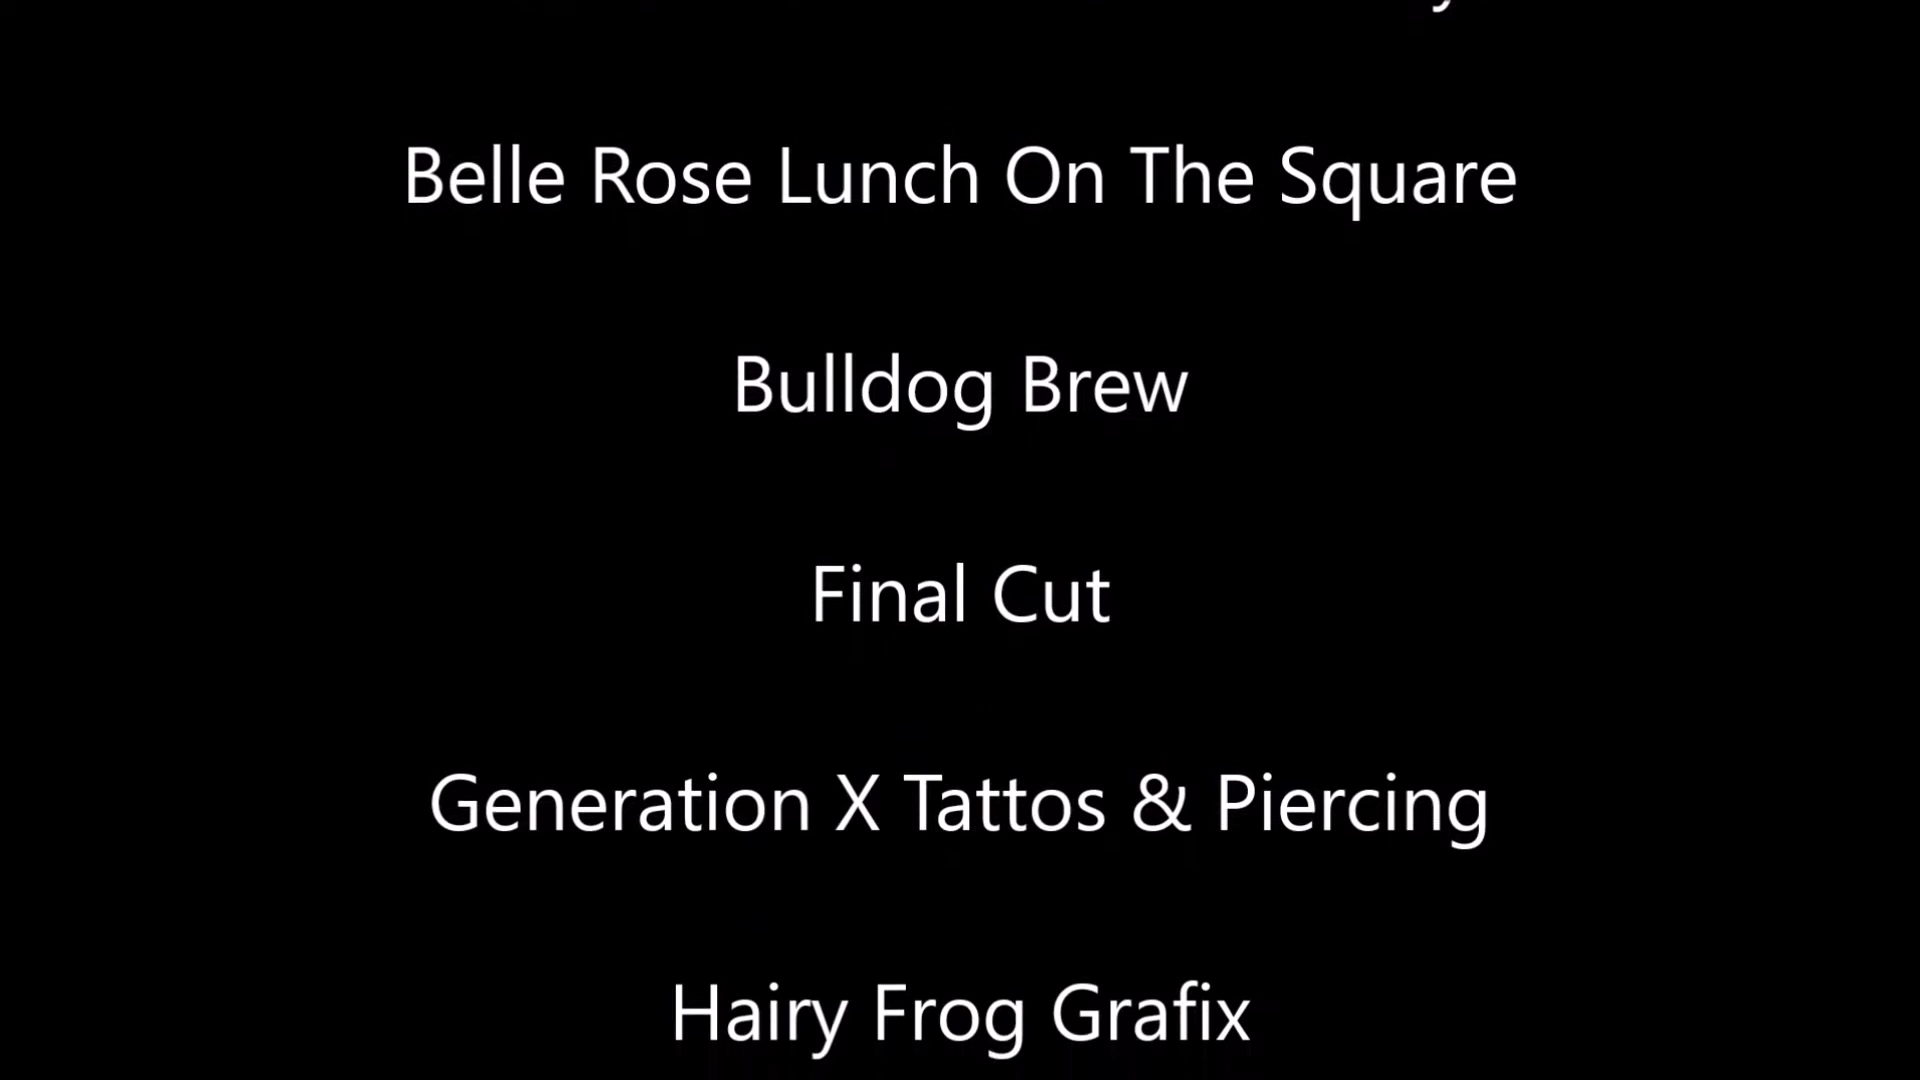 Belle Rose Lunch On The Square
Bulldog Brew
Final Cut
Generation X Tattos & Piercing
Hairy Frog Grafix